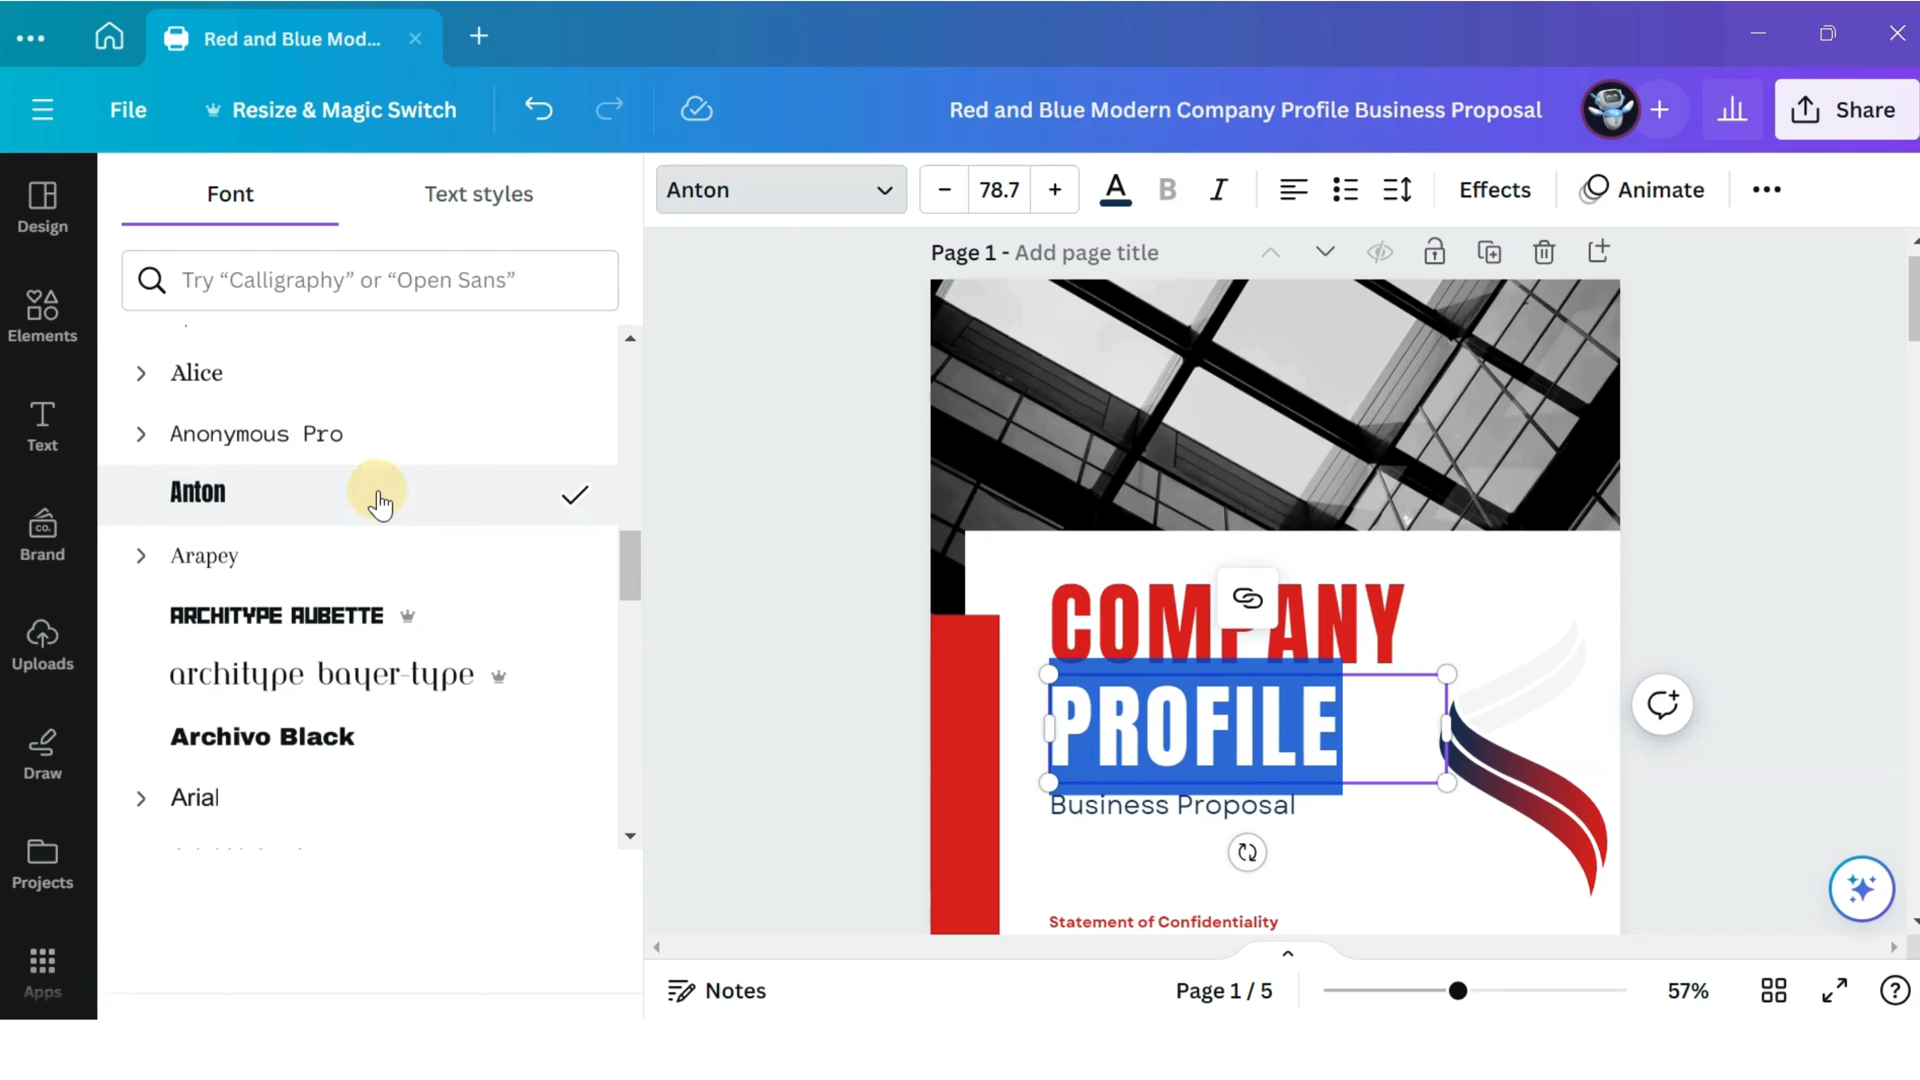 Red and Blue Mod...
File
Resize & Magic Switch
Red and Blue Modern Company Profile Business Proposal
Share
Design
Elements
Text
Brand
CO.
Uploads
Draw
Projects
Apps
Font
Text styles
Try “Calligraphy” or “Open Sans”
Alice
Anonymous Pro
Anton
Arapey
ARCHITYPE AUBETTE
architype bayer-type
Archivo Black
Arial
Anton
78.7
A
B
I
Effects
Animate
Page 1 - Add page title
COMPANY
PROFILE
Business Proposal
Statement of Confidentiality
Notes
Page 1 / 5
57%
?